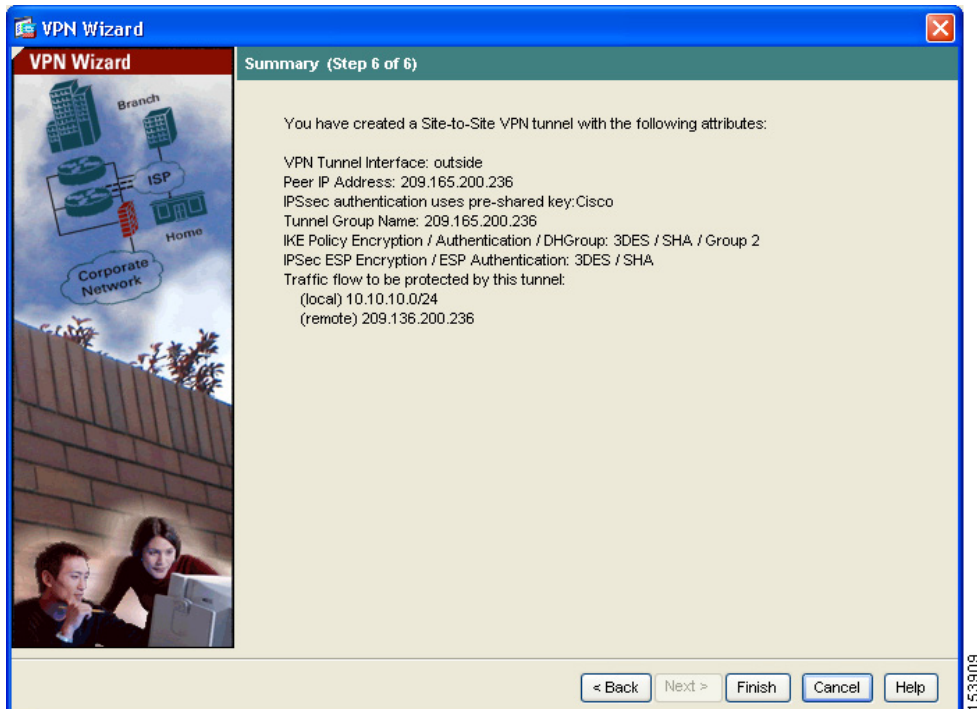 VPN Wizard
VPN Wizard
Summary (Step 6 of 6)
Branch
ISP
Home
Corporate
Network
You have created a Site-to-Site VPN tunnel with the following attributes:
VPN Tunnel Interface: outside
Peer IP Address: 209.165.200.236
IPSsec authentication uses pre-shared key:Cisco
Tunnel Group Name: 209.165.200.236
IKE Policy Encryption / Authentication / DHGroup: 3DES / SHA / Group 2
IPSec ESP Encryption / ESP Authentication: 3DES / SHA
Traffic flow to be protected by this tunnel:
(local) 10.10.10.0/24
(remote) 209.136.200.236
< Back
Next >
Finish
Cancel
Help
153909